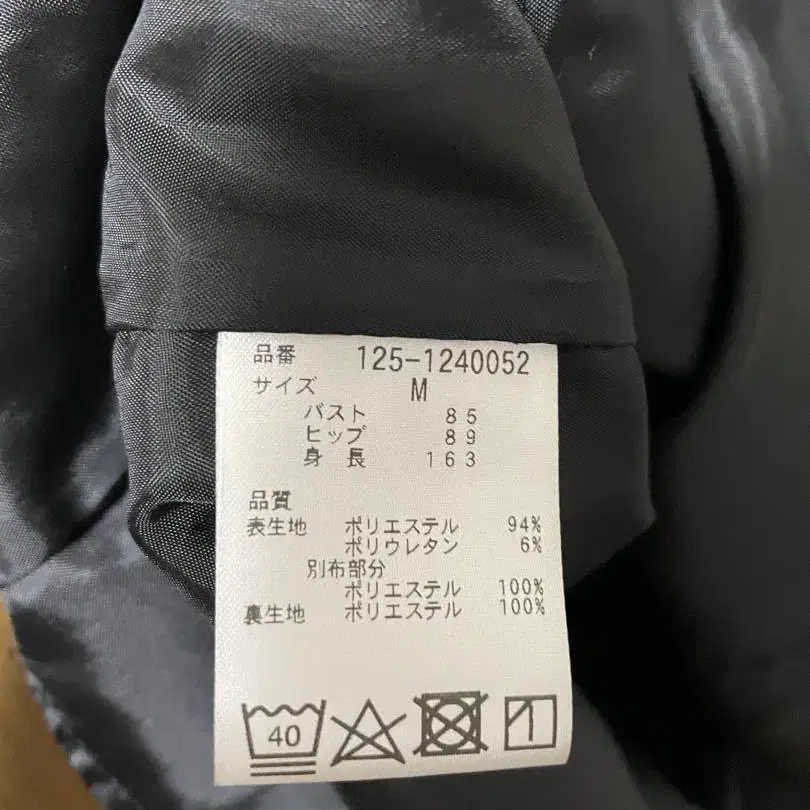 品番 125-1240052
サイズ M
バスト 85
ヒップ 89
身長 163
品質
表生地 ポリエステル 94%
ポリウレタン 6%
別布部分
ポリエステル 100%
裏生地 ポリエステル 100%
40